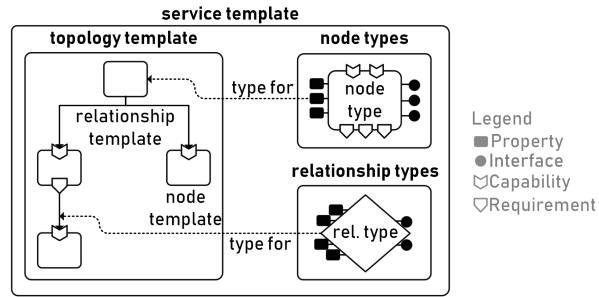 service template
topology template
node types
type for
node
type
relationship
template
relationship types
node
template
rel. type
type for
Legend
Property
Interface
Capability
Requirement